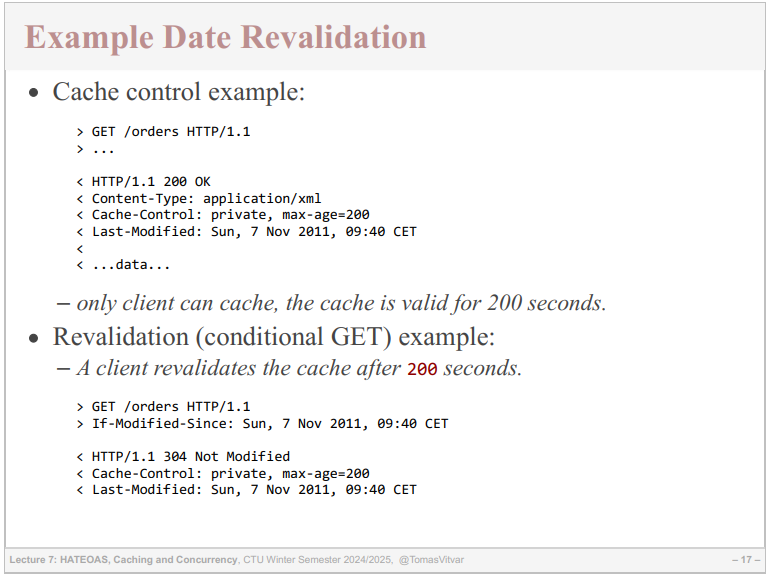 Example Date Revalidation
• Cache control example:
> GET /orders HTTP/1.1
> ...
< HTTP/1.1 200 OK
< Content-Type: application/xml
< Cache-Control: private, max-age=200
< Last-Modified: Sun, 7 Nov 2011, 09:40 CET
<
< ...data...
– only client can cache, the cache is valid for 200 seconds.
• Revalidation (conditional GET) example:
– A client revalidates the cache after 200 seconds.
> GET /orders HTTP/1.1
> If-Modified-Since: Sun, 7 Nov 2011, 09:40 CET
< HTTP/1.1 304 Not Modified
< Cache-Control: private, max-age=200
< Last-Modified: Sun, 7 Nov 2011, 09:40 CET
Lecture 7: HATEOAS, Caching and Concurrency, CTU Winter Semester 2024/2025, @TomasVitvar – 17 –